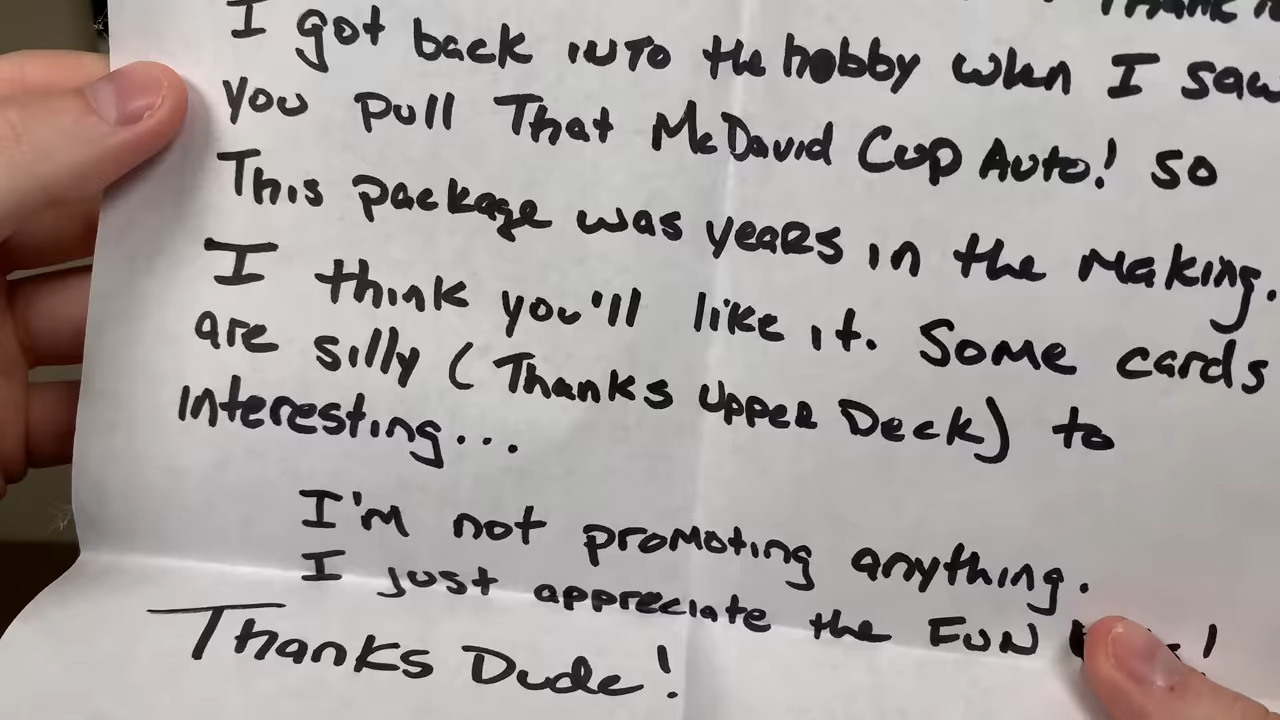 Thank
I got back INTO the hobby when I saw
you pull That McDavid Cup Auto! So
This package was years in the Making.
I think you'll like it. Some cards
are silly (Thanks Upper Deck) to
interesting...
I'm not promoting anything.
I just appreciate the FUN
Thanks Dude!